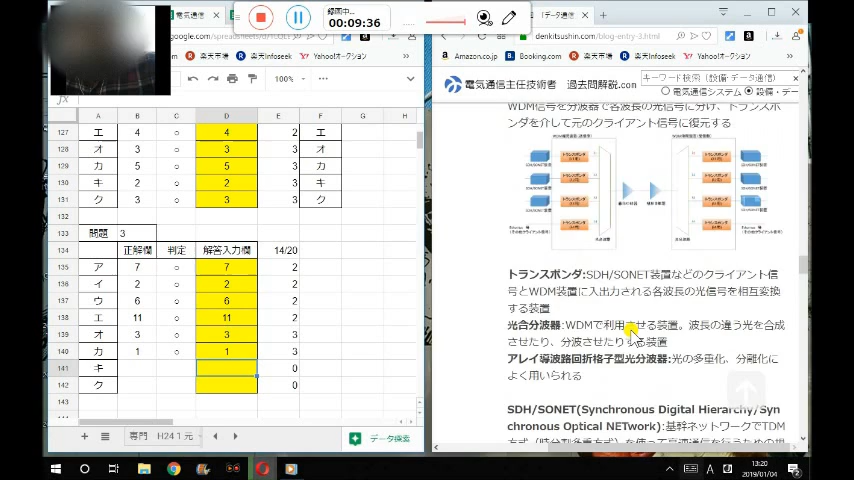 録画中...
00:09:36
電気通信
google.com/spreadsheets/d/1oQLE
楽天市場
楽天Infoseek
Yahoo!オークション
100%
A B C D E F G H
127 エ 4 ○ 4 2 エ
128 オ 3 ○ 3 3 オ
129 カ 5 ○ 5 3 カ
130 キ 2 ○ 2 3 キ
131 ク 3 ○ 3 3 ク
132
133 問題 3
134 正解欄 判定 解答入力欄 14/20
135 ア 7 ○ 7 2
136 イ 2 ○ 2 2
137 ウ 6 ○ 6 2
138 エ 11 ○ 11 2
139 オ 3 ○ 3 3
140 カ 1 ○ 1 3
141 キ 0
142 ク 0
143
144
専門 H24 1 元
データ探索
「データ通信
denkitsushin.com/blog-entry-3.html
Amazon.co.jp
Booking.com
楽天市場
楽天Infoseek
Yahoo!オークション
電気通信主任技術者 過去問解説.com
キーワード検索（設備・データ通信）
電気通信システム 設備・デー
WDM信号を分波器で各波長の光信号に分け、トランスポ
ンダを介して元のクライアント信号に復元する
トランスポンダ:SDH/SONET装置などのクライアント信
号とWDM装置に入出力される各波長の光信号を相互変換
する装置
光合分波器:WDMで利用させる装置。波長の違う光を合成
させたり、分波させたりする装置
アレイ導波路回折格子型光分波器:光の多重化、分離化に
よく用いられる
SDH/SONET(Synchronous Digital Hierarchy/Syn
chronous Optical NETwork):基幹ネットワークでTDM
方式（時分割多重方式）を使って高速通信を行うための規
13:20
2019/01/04